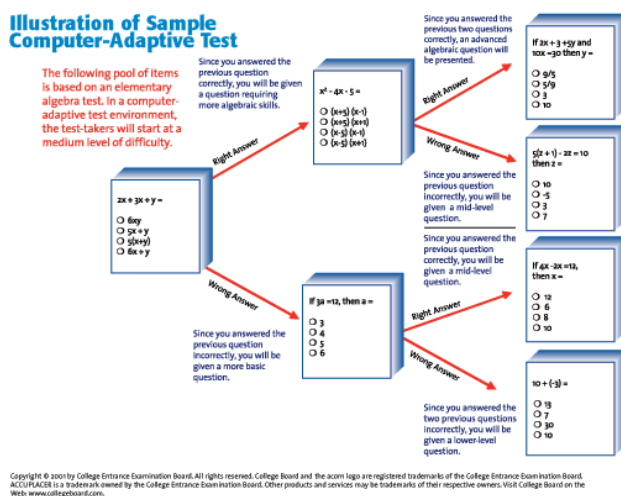 Illustration of Sample
Computer-Adaptive Test
The following pool of items
is based on an elementary
algebra test. In a computer-
adaptive test environment,
the test-takers will start at a
medium level of difficulty.
2x + 3x + y =
6xy
5x + y
5(x+y)
6x + y
Right Answer
Since you answered the
previous question
correctly, you will be given
a question requiring
more algebraic skills.
x² - 4x - 5 =
(x+5) (x-1)
(x+5) (x+1)
(x-5) (x-1)
(x-5) (x+1)
Right Answer
Since you answered the
previous two questions
correctly, an advanced
algebraic question will
be presented.
If 2x + 3 +5y and
10x =30 then y =
9/5
5/9
3
10
Wrong Answer
Since you answered the
previous question
incorrectly, you will be
given a mid-level
question.
5(z + 1) - 2z = 10
then z =
10
-5
3
7
Wrong Answer
Since you answered the
previous question
incorrectly, you will be
given a more basic
question.
If 3a =12, then a =
3
4
5
6
Right Answer
Since you answered the
previous question
correctly, you will be
given a mid-level
question.
If 4x -2x =12,
then x =
12
6
8
10
Wrong Answer
Since you answered the
two previous questions
incorrectly, you will be
given a lower-level
question.
10 + (-3) =
13
7
30
10
Copyright © 2001 by College Entrance Examination Board. All rights reserved. College Board and the acorn logo are registered trademarks of the College Entrance Examination Board.
ACCUPLACER is a trademark owned by the College Entrance Examination Board. Other products and services may be trademarks of their respective owners. Visit College Board on the
Web: www.collegeboard.com.